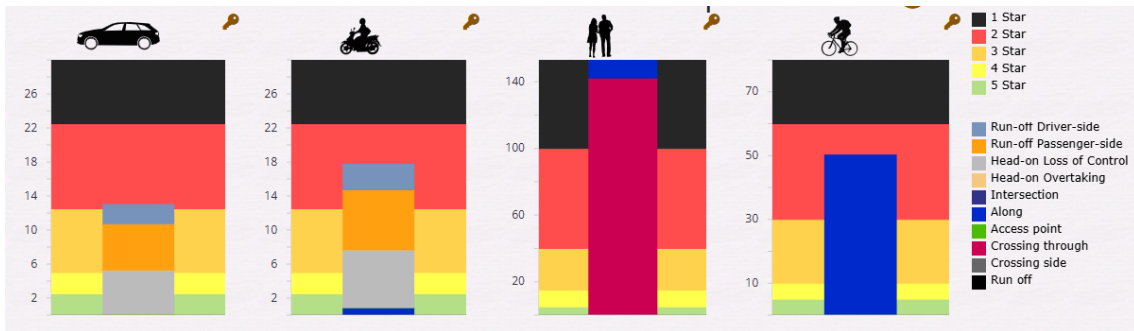 26
22
18
14
10
6
2
26
22
18
14
10
6
2
140
100
60
20
70
50
30
10
1 Star
2 Star
3 Star
4 Star
5 Star
Run-off Driver-side
Run-off Passenger-side
Head-on Loss of Control
Head-on Overtaking
Intersection
Along
Access point
Crossing through
Crossing side
Run off